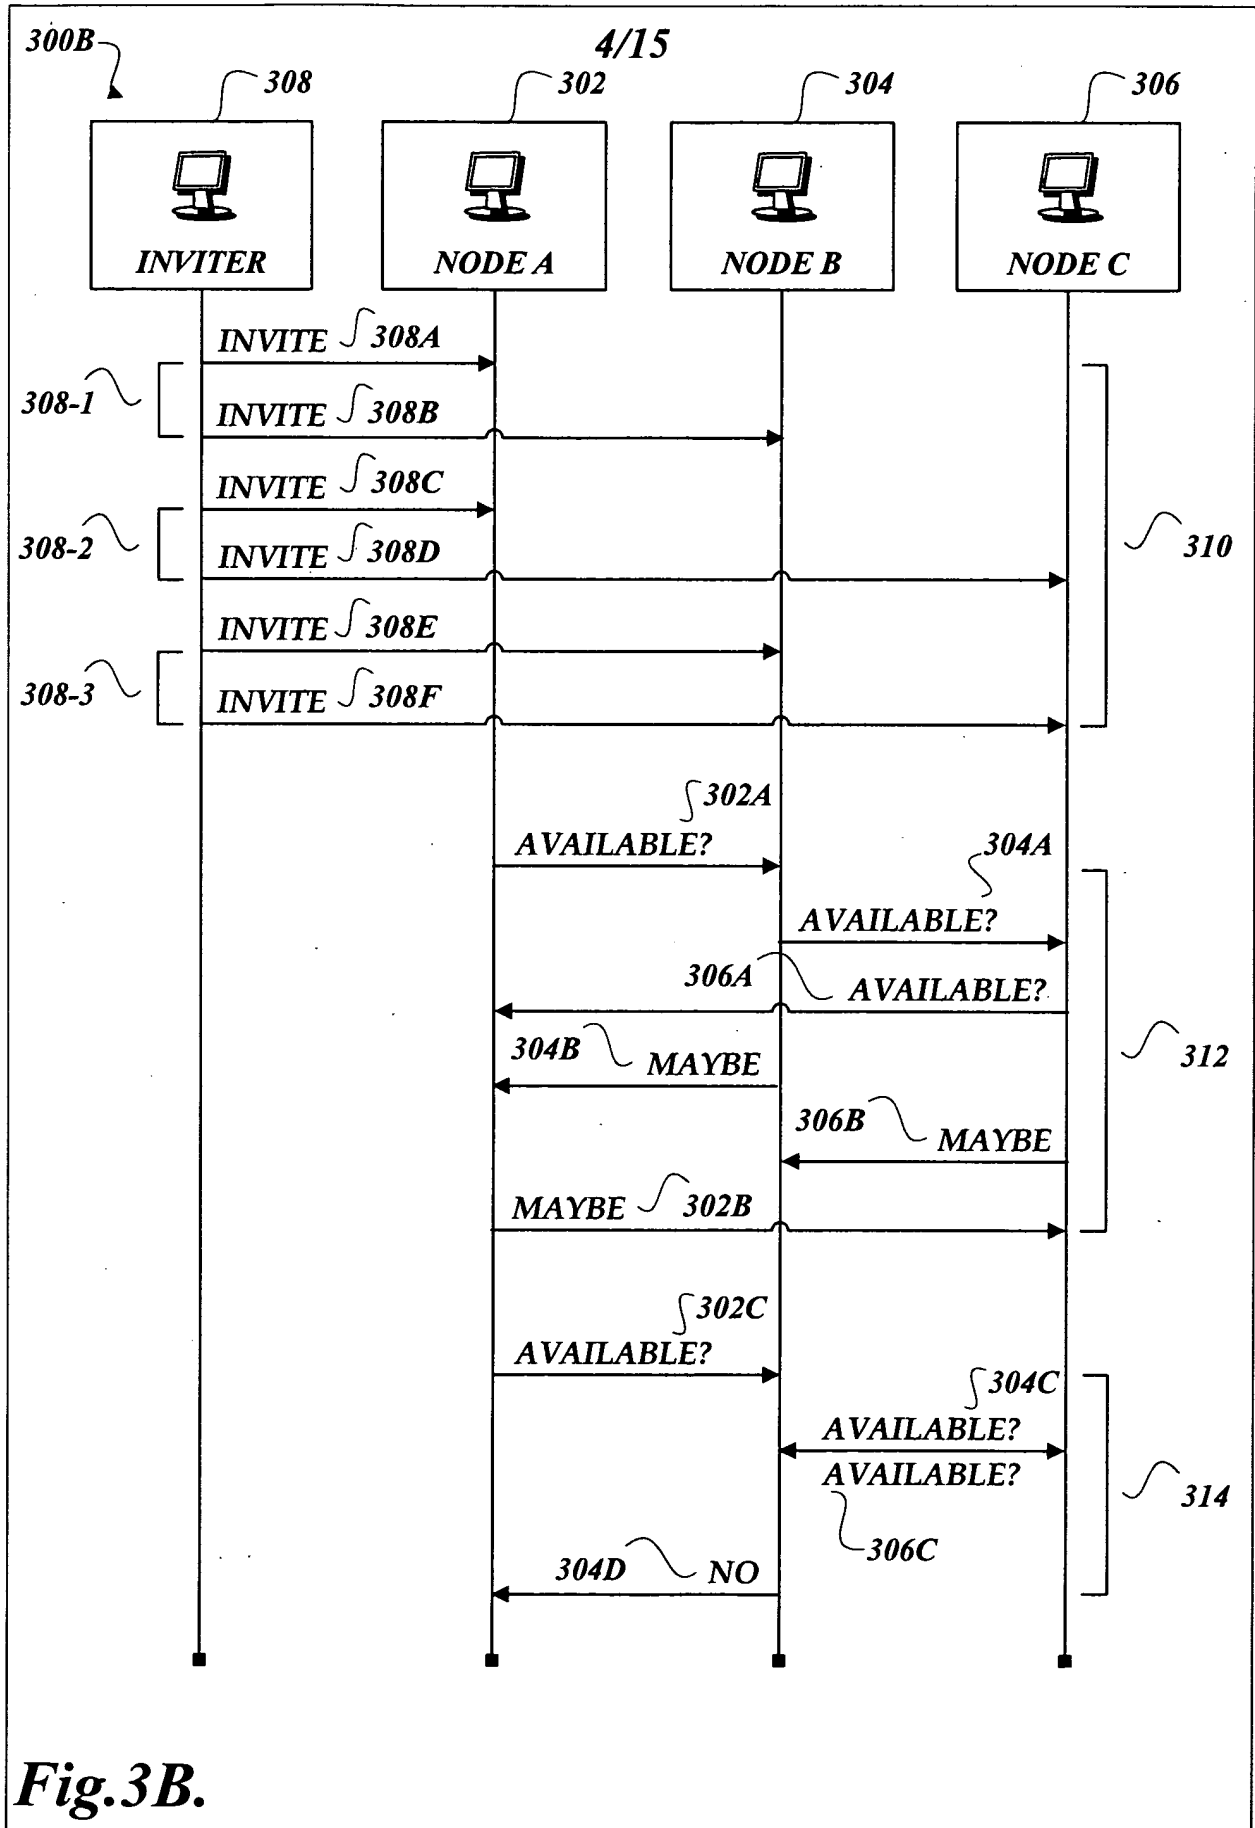 4/15
300B
308
302
304
306
INVITER
NODE A
NODE B
NODE C
INVITE 308A
308-1
INVITE 308B
INVITE 308C
308-2
INVITE 308D
310
INVITE 308E
308-3
INVITE 308F
302A
AVAILABLE?
304A
AVAILABLE?
306A AVAILABLE?
304B MAYBE
312
306B MAYBE
MAYBE 302B
302C
AVAILABLE?
304C
AVAILABLE?
AVAILABLE?
314
306C
304D NO
Fig.3B.